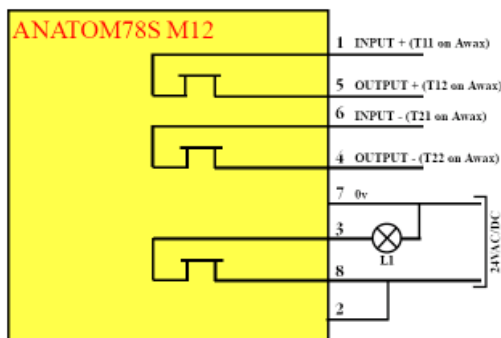 ANATOM78S M12
1 INPUT + (T11 on Awax)
5 OUTPUT + (T12 on Awax)
6 INPUT - (T21 on Awax)
4 OUTPUT - (T22 on Awax)
7 0v
3
L1
8
2
24VAC/DC